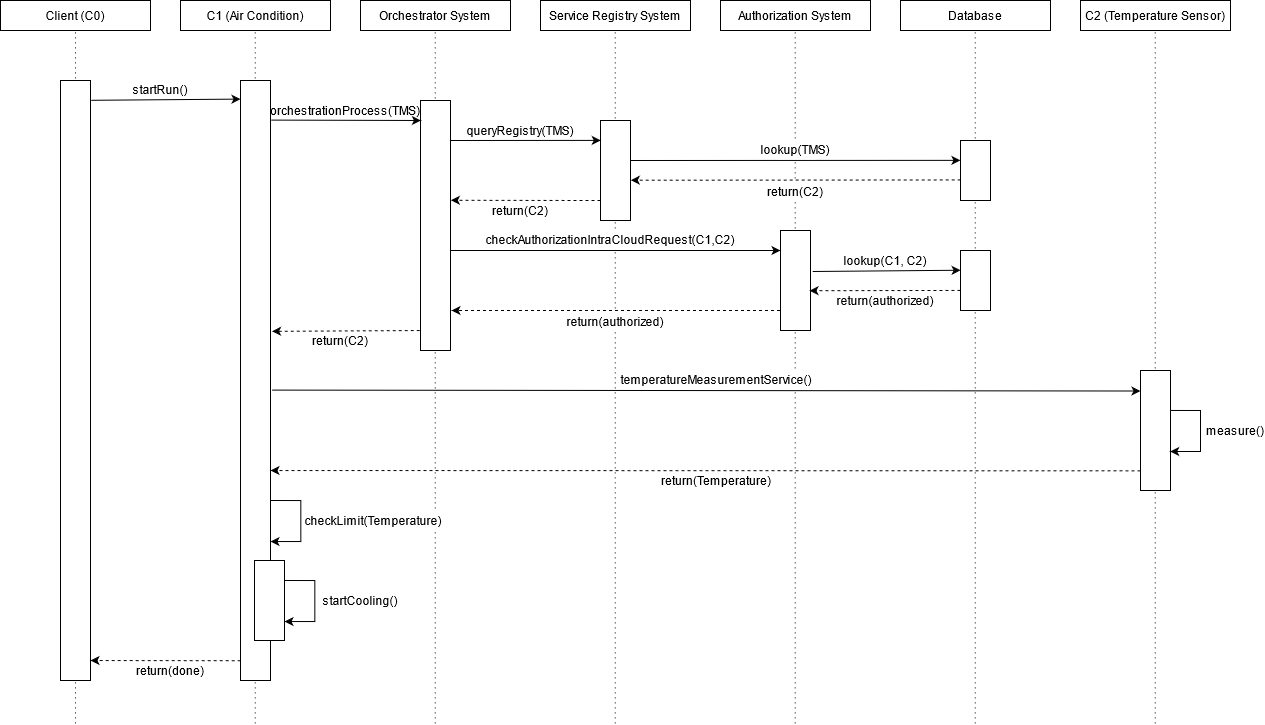 Client (C0)
C1 (Air Condition)
Orchestrator System
Service Registry System
Authorization System
Database
C2 (Temperature Sensor)
startRun()
orchestrationProcess(TMS)
queryRegistry(TMS)
lookup(TMS)
return(C2)
return(C2)
checkAuthorizationIntraCloudRequest(C1,C2)
lookup(C1, C2)
return(authorized)
return(authorized)
return(C2)
temperatureMeasurementService()
measure()
return(Temperature)
checkLimit(Temperature)
startCooling()
return(done)